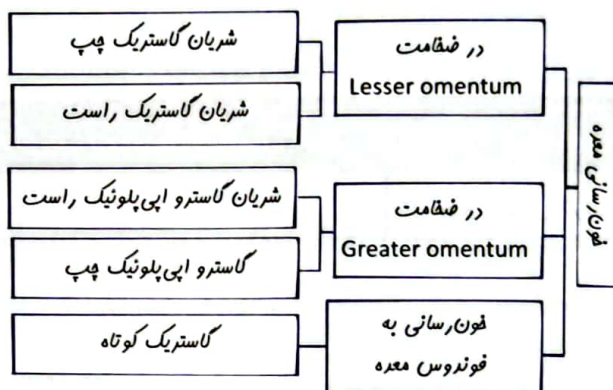 خون‌رسانی معده
در ضخامت
Lesser omentum
شریان گاستریک چپ
شریان گاستریک راست
در ضخامت
Greater omentum
شریان گاسترو اپی‌پلوئیک راست
گاسترو اپی‌پلوئیک چپ
خون‌رسانی به
فوندوس معده
گاستریک کوتاه